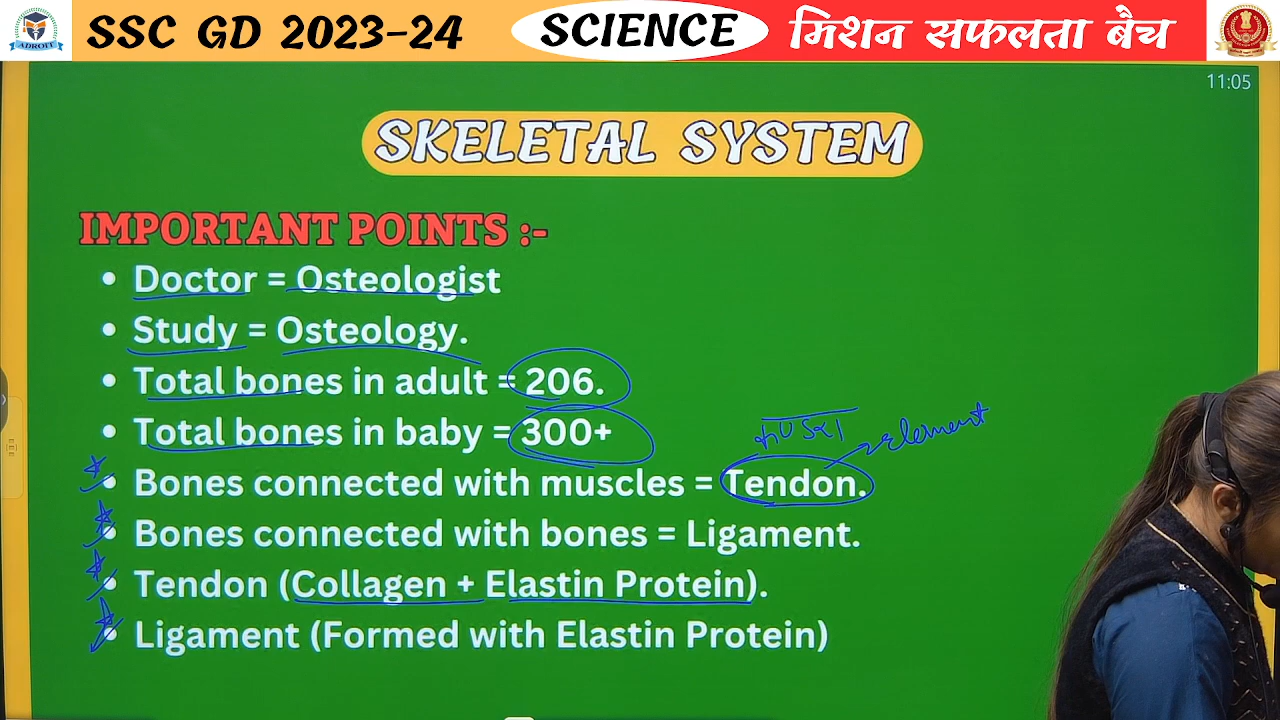 SSC GD 2023-24 SCIENCE मिशन सफलता बैच
ADROIT
11:05
SKELETAL SYSTEM
IMPORTANT POINTS :-
• Doctor = Osteologist
• Study = Osteology.
• Total bones in adult = 206.
• Total bones in baby = 300+
element
• Bones connected with muscles = Tendon.
• Bones connected with bones = Ligament.
• Tendon (Collagen + Elastin Protein).
• Ligament (Formed with Elastin Protein)